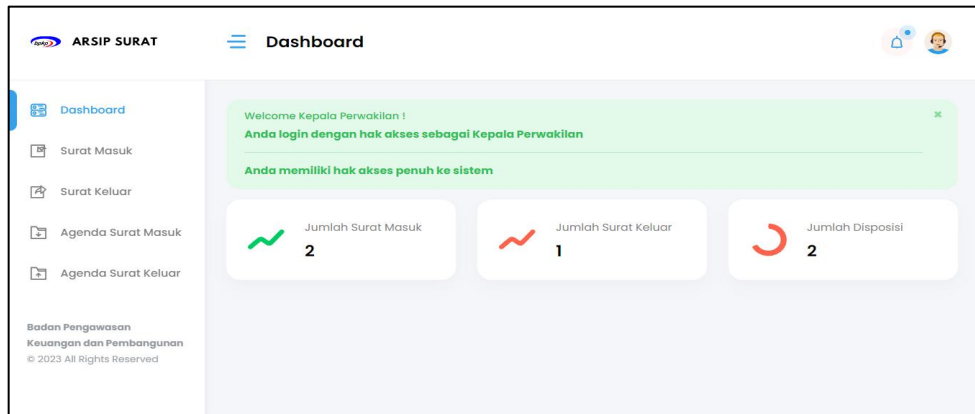 bpkp
ARSIP SURAT
Dashboard
Dashboard
Surat Masuk
Surat Keluar
Agenda Surat Masuk
Agenda Surat Keluar
Badan Pengawasan
Keuangan dan Pembangunan
© 2023 All Rights Reserved
Welcome Kepala Perwakilan !
Anda login dengan hak akses sebagai Kepala Perwakilan
Anda memiliki hak akses penuh ke sistem
Jumlah Surat Masuk
2
Jumlah Surat Keluar
1
Jumlah Disposisi
2